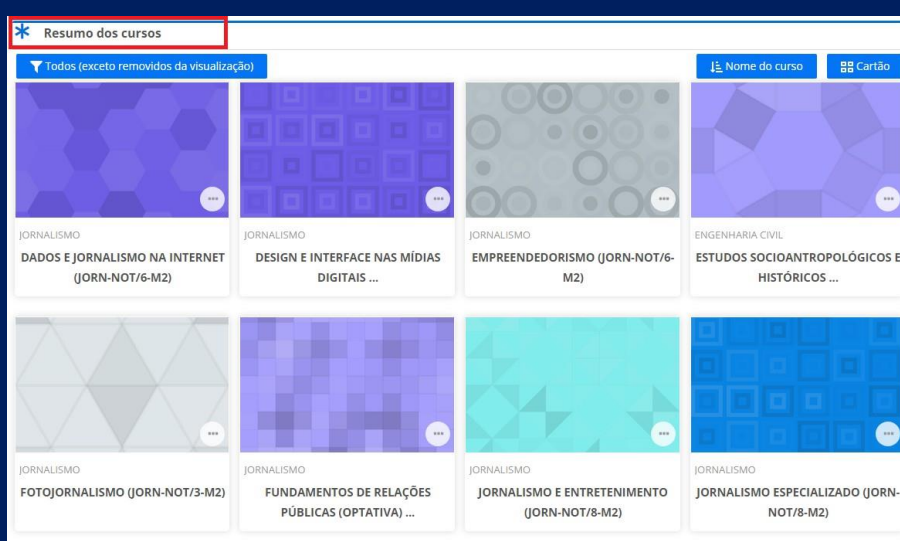 Resumo dos cursos
Todos (exceto removidos da visualização)
Nome do curso
Cartão
JORNALISMO
DADOS E JORNALISMO NA INTERNET
(JORN-NOT/6-M2)
JORNALISMO
DESIGN E INTERFACE NAS MÍDIAS
DIGITAIS ...
JORNALISMO
EMPREENDEDORISMO (JORN-NOT/6-
M2)
ENGENHARIA CIVIL
ESTUDOS SOCIOANTROPOLÓGICOS E
HISTÓRICOS ...
JORNALISMO
FOTOJORNALISMO (JORN-NOT/3-M2)
JORNALISMO
FUNDAMENTOS DE RELAÇÕES
PÚBLICAS (OPTATIVA) ...
JORNALISMO
JORNALISMO E ENTRETENIMENTO
(JORN-NOT/8-M2)
JORNALISMO
JORNALISMO ESPECIALIZADO (JORN-
NOT/8-M2)